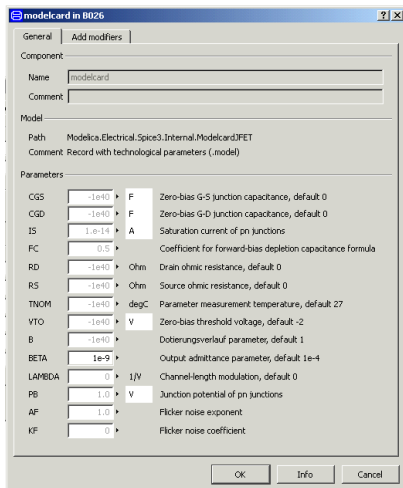 modelcard in B026
General Add modifiers
Component
Name modelcard
Comment
Model
Path Modelica.Electrical.Spice3.Internal.ModelcardJFET
Comment Record with technological parameters (.model)
Parameters
CGS -1e40 F Zero-bias G-S junction capacitance, default 0
CGD -1e40 F Zero-bias G-D junction capacitance, default 0
IS 1.e-14 A Saturation current of pn junctions
FC 0.5 Coefficient for forward-bias depletion capacitance formula
RD -1e40 Ohm Drain ohmic resistance, default 0
RS -1e40 Ohm Source ohmic resistance, default 0
TNOM -1e40 degC Parameter measurement temperature, default 27
VTO -1e40 V Zero-bias threshold voltage, default -2
B -1e40 Dotierungsverlauf parameter, default 1
BETA 1e-9 Output admittance parameter, default 1e-4
LAMBDA 0 1/V Channel-length modulation, default 0
PB 1.0 V Junction potential of pn junctions
AF 1.0 Flicker noise exponent
KF 0 Flicker noise coefficient
OK Info Cancel